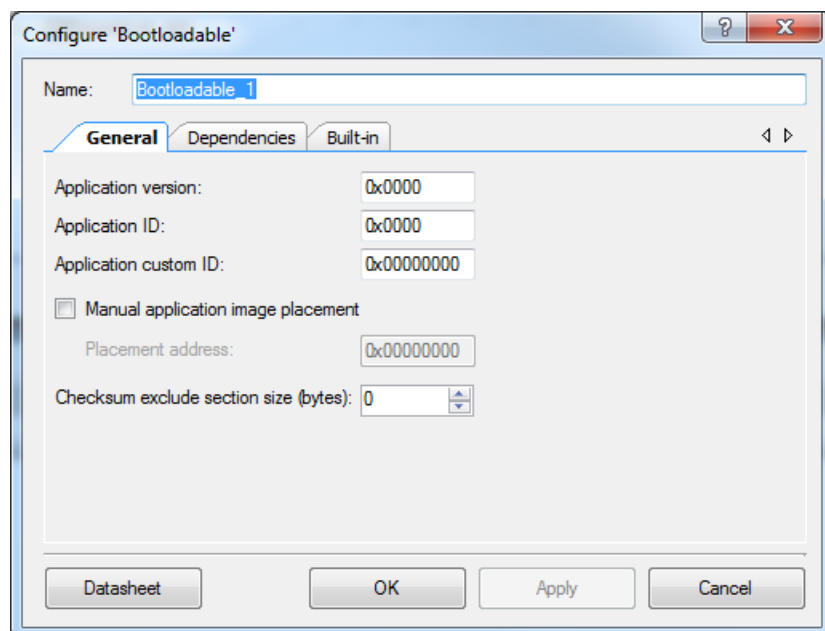 Configure 'Bootloadable'
Name: Bootloadable_1
General Dependencies Built-in
Application version: 0x0000
Application ID: 0x0000
Application custom ID: 0x00000000
Manual application image placement
Placement address: 0x00000000
Checksum exclude section size (bytes): 0
Datasheet OK Apply Cancel